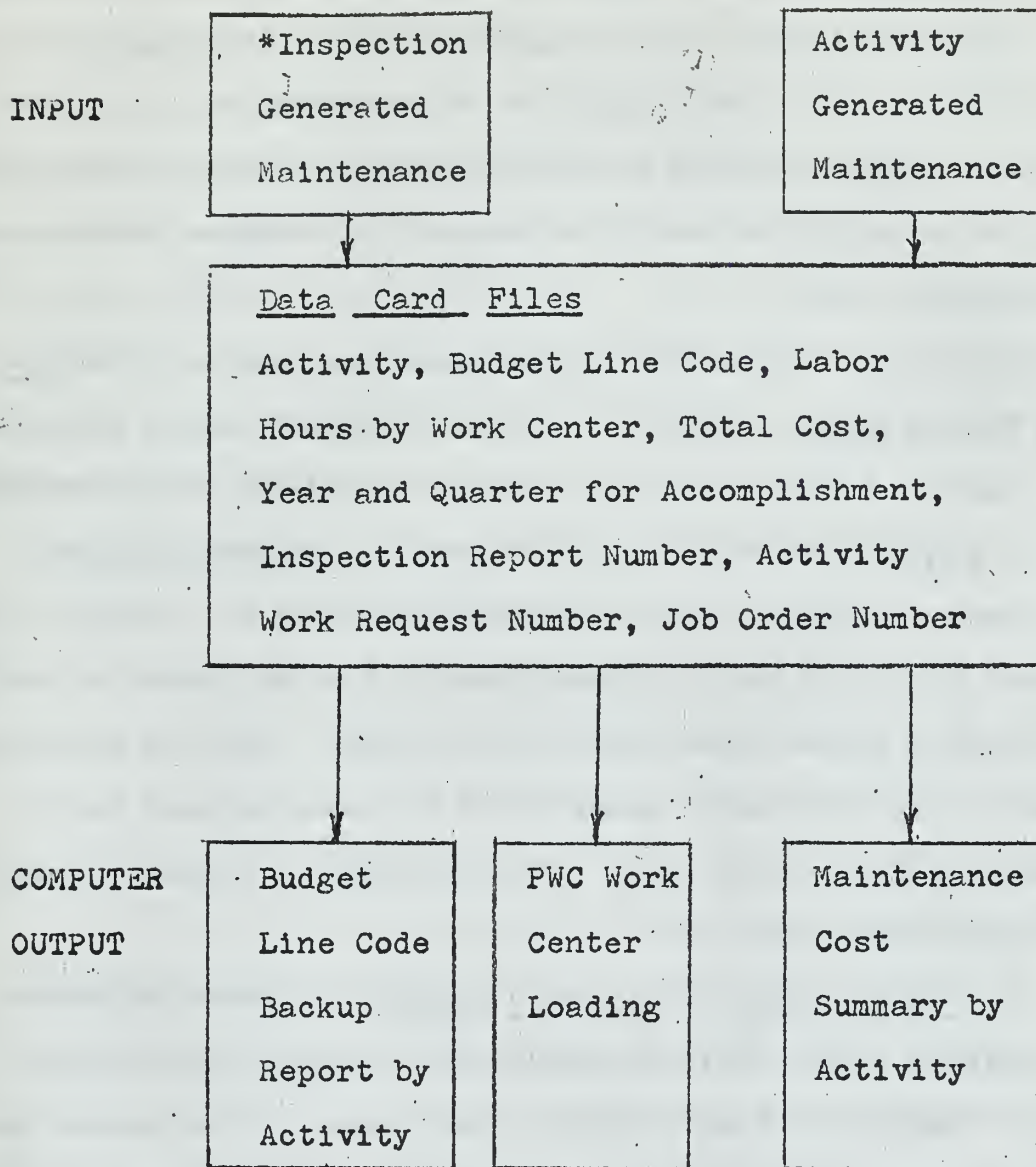 INPUT
*Inspection
Generated
Maintenance
Activity
Generated
Maintenance
Data Card Files
Activity, Budget Line Code, Labor
Hours by Work Center, Total Cost,
Year and Quarter for Accomplishment,
Inspection Report Number, Activity
Work Request Number, Job Order Number
COMPUTER
OUTPUT
Budget
Line Code
Backup
Report by
Activity
PWC Work
Center
Loading
Maintenance
Cost
Summary by
Activity